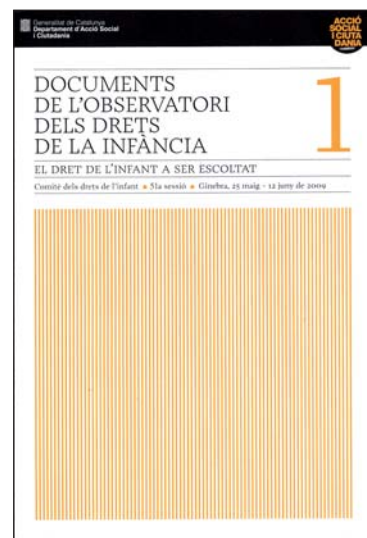 Generalitat de Catalunya
Departament d'Acció Social
i Ciutadania
ACCIÓ
SOCIAL
I CIUTA
DANIA
DOCUMENTS
DE L'OBSERVATORI
DELS DRETS
DE LA INFÀNCIA
1
EL DRET DE L'INFANT A SER ESCOLTAT
Comitè dels drets de l'infant • 51a sessió • Ginebra, 25 maig - 12 juny de 2009